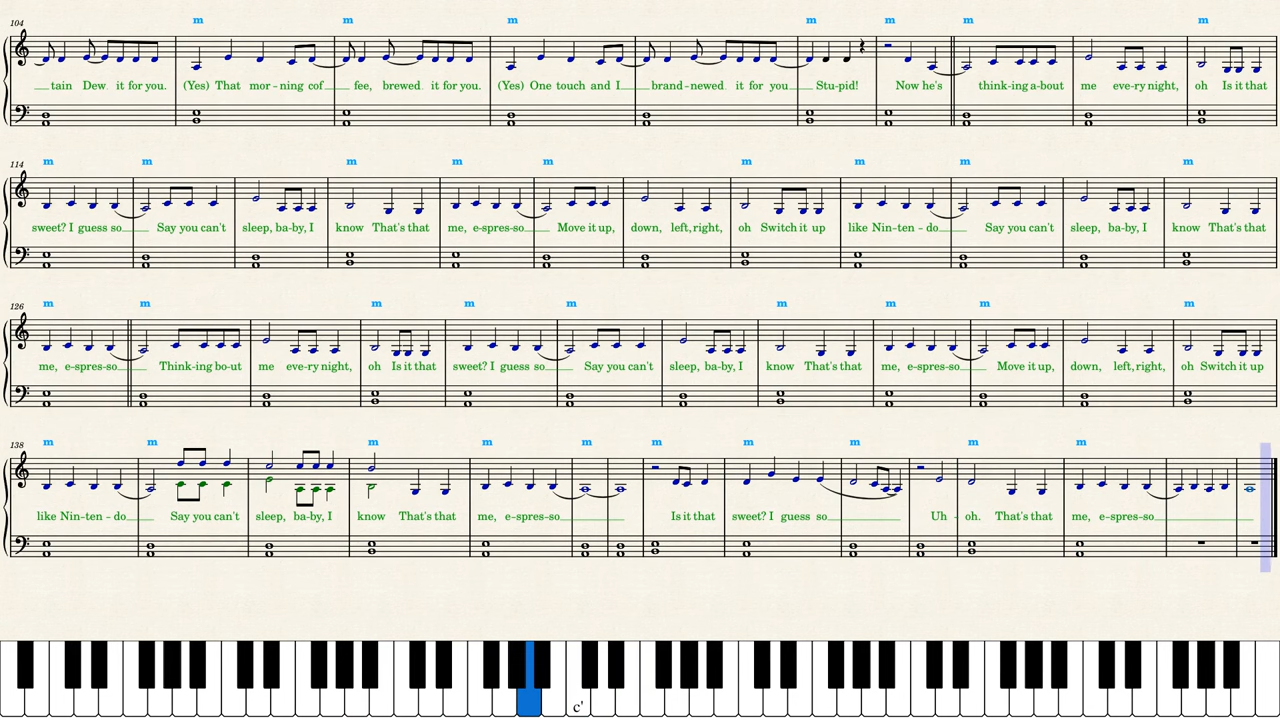 104
m m m m m m m
tain Dew it for you. (Yes) That mor - ning cof fee, brewed it for you. (Yes) One touch and I brand - newed it for you Stu-pid! Now he's think-ing a-bout me eve-ry night, oh Is it that
114
m m m m m m m m m
sweet? I guess so Say you can't sleep, ba-by, I know That's that me, e-spres-so Move it up, down, left, right, oh Switch it up like Nin-ten - do Say you can't sleep, ba-by, I know That's that
126
m m m m m m m m m
me, e-spres-so Think-ing bo-ut me eve-ry night, oh Is it that sweet? I guess so Say you can't sleep, ba-by, I know That's that me, e-spres-so Move it up, down, left, right, oh Switch it up
138
m m m m m m m m m m
like Nin-ten - do Say you can't sleep, ba-by, I know That's that me, e-spres-so Is it that sweet? I guess so Uh - oh. That's that me, e-spres-so
c'